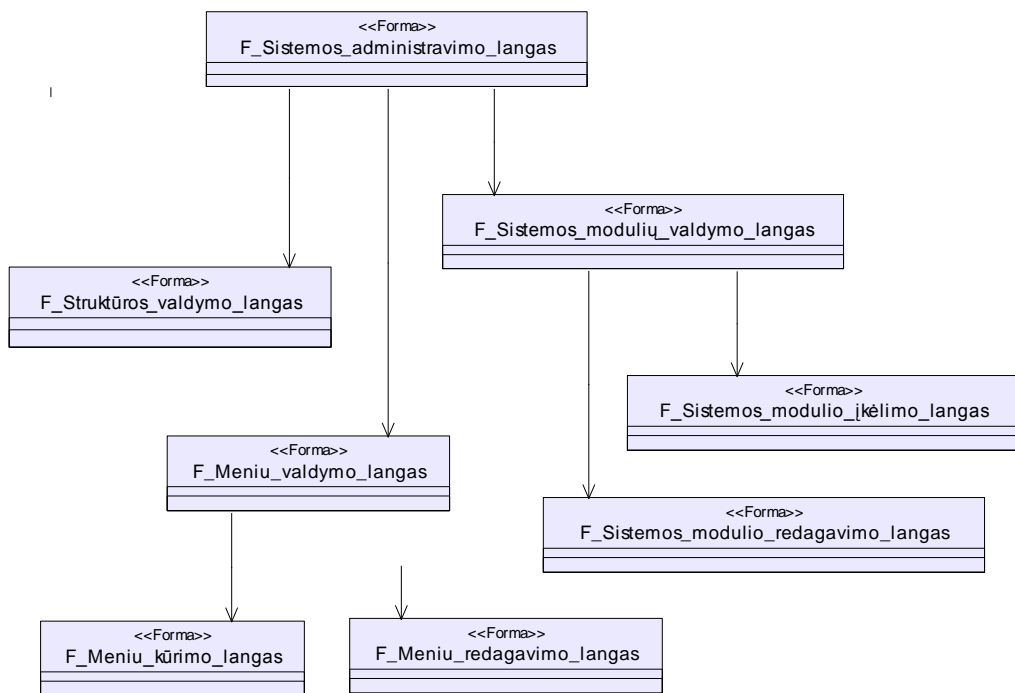 <<Forma>>
F_Sistemos_administravimo_langas
<<Forma>>
F_Sistemos_modulių_valdymo_langas
<<Forma>>
F_Struktūros_valdymo_langas
<<Forma>>
F_Sistemos_modulio_įkėlimo_langas
<<Forma>>
F_Meniu_valdymo_langas
<<Forma>>
F_Sistemos_modulio_redagavimo_langas
<<Forma>>
F_Meniu_kūrimo_langas
<<Forma>>
F_Meniu_redagavimo_langas